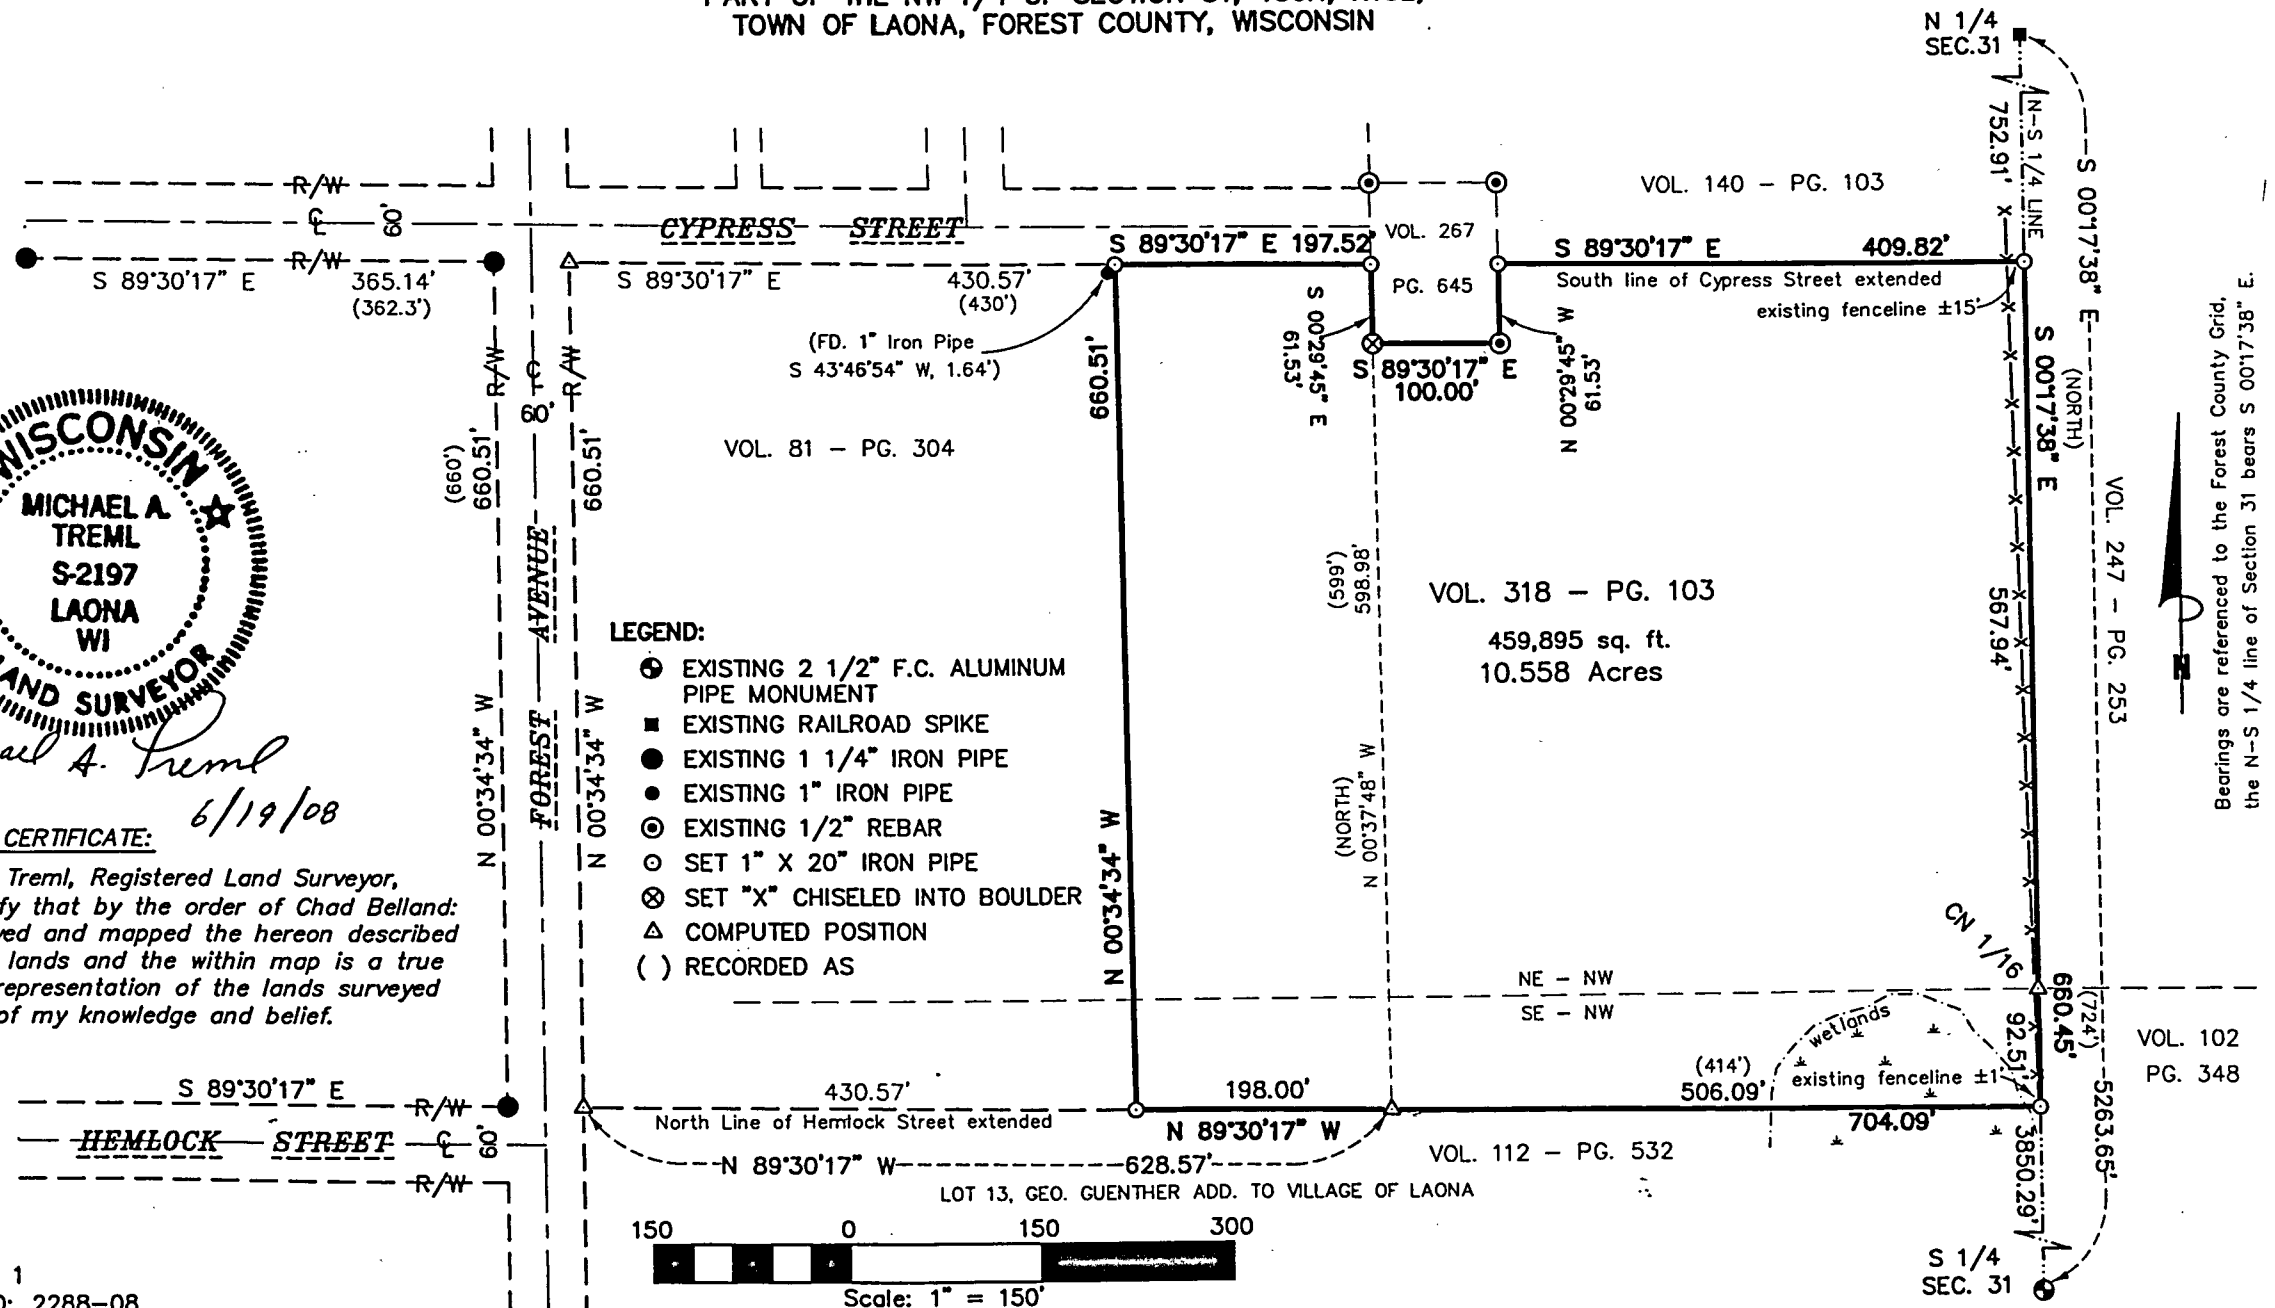 TOWN OF LAONA, FOREST COUNTY, WISCONSIN
N 1/4
SEC.31
752.91'
N-S 1/4 LINE
S 00°17'38" E
R/W
C L
60'
R/W
CYPRESS STREET
S 89°30'17" E
365.14'
(362.3')
S 89°30'17" E
430.57'
(430')
S 89°30'17" E 197.52'
VOL. 267
PG. 645
VOL. 140 - PG. 103
S 89°30'17" E
409.82'
South line of Cypress Street extended
existing fenceline ±15'
(FD. 1" Iron Pipe
S 43°46'54" W, 1.64')
S 00°29'45" E
61.53'
S 89°30'17" E
100.00'
N 00°29'45" W
61.53'
S 00°17'38" E
(NORTH)
Bearings are referenced to the Forest County Grid,
the N-S 1/4 line of Section 31 bears S 00°17'38" E.
N
R/W
C
R/W
60'
(660')
660.51'
660.51'
N 00°34'34" W
N 00°34'34" W
FOREST AVENUE
VOL. 81 - PG. 304
660.51'
N 00°34'34" W
(599')
598.98'
(NORTH)
N 00°37'48" W
VOL. 318 - PG. 103
459,895 sq. ft.
10.558 Acres
567.94'
VOL. 247 - PG. 253
WISCONSIN
MICHAEL A.
TREML
S-2197
LAONA
WI
LAND SURVEYOR
ael A. Treml
6/19/08
CERTIFICATE:
Treml, Registered Land Surveyor,
fy that by the order of Chad Belland:
ved and mapped the hereon described
lands and the within map is a true
representation of the lands surveyed
of my knowledge and belief.
LEGEND:
EXISTING 2 1/2" F.C. ALUMINUM
PIPE MONUMENT
EXISTING RAILROAD SPIKE
EXISTING 1 1/4" IRON PIPE
EXISTING 1" IRON PIPE
EXISTING 1/2" REBAR
SET 1" X 20" IRON PIPE
SET "X" CHISELED INTO BOULDER
COMPUTED POSITION
( ) RECORDED AS
NE - NW
SE - NW
CN 1/16
660.45'
(724')
92.51'
5263.65'
VOL. 102
PG. 348
wetlands
existing fenceline ±1'
(414')
506.09'
704.09'
198.00'
N 89°30'17" W
430.57'
North Line of Hemlock Street extended
N 89°30'17" W
628.57'
VOL. 112 - PG. 532
LOT 13, GEO. GUENTHER ADD. TO VILLAGE OF LAONA
S 89°30'17" E
R/W
HEMLOCK STREET
C L
60'
R/W
3850.29'
S 1/4
SEC. 31
150 0 150 300
Scale: 1" = 150'
1
2288-08